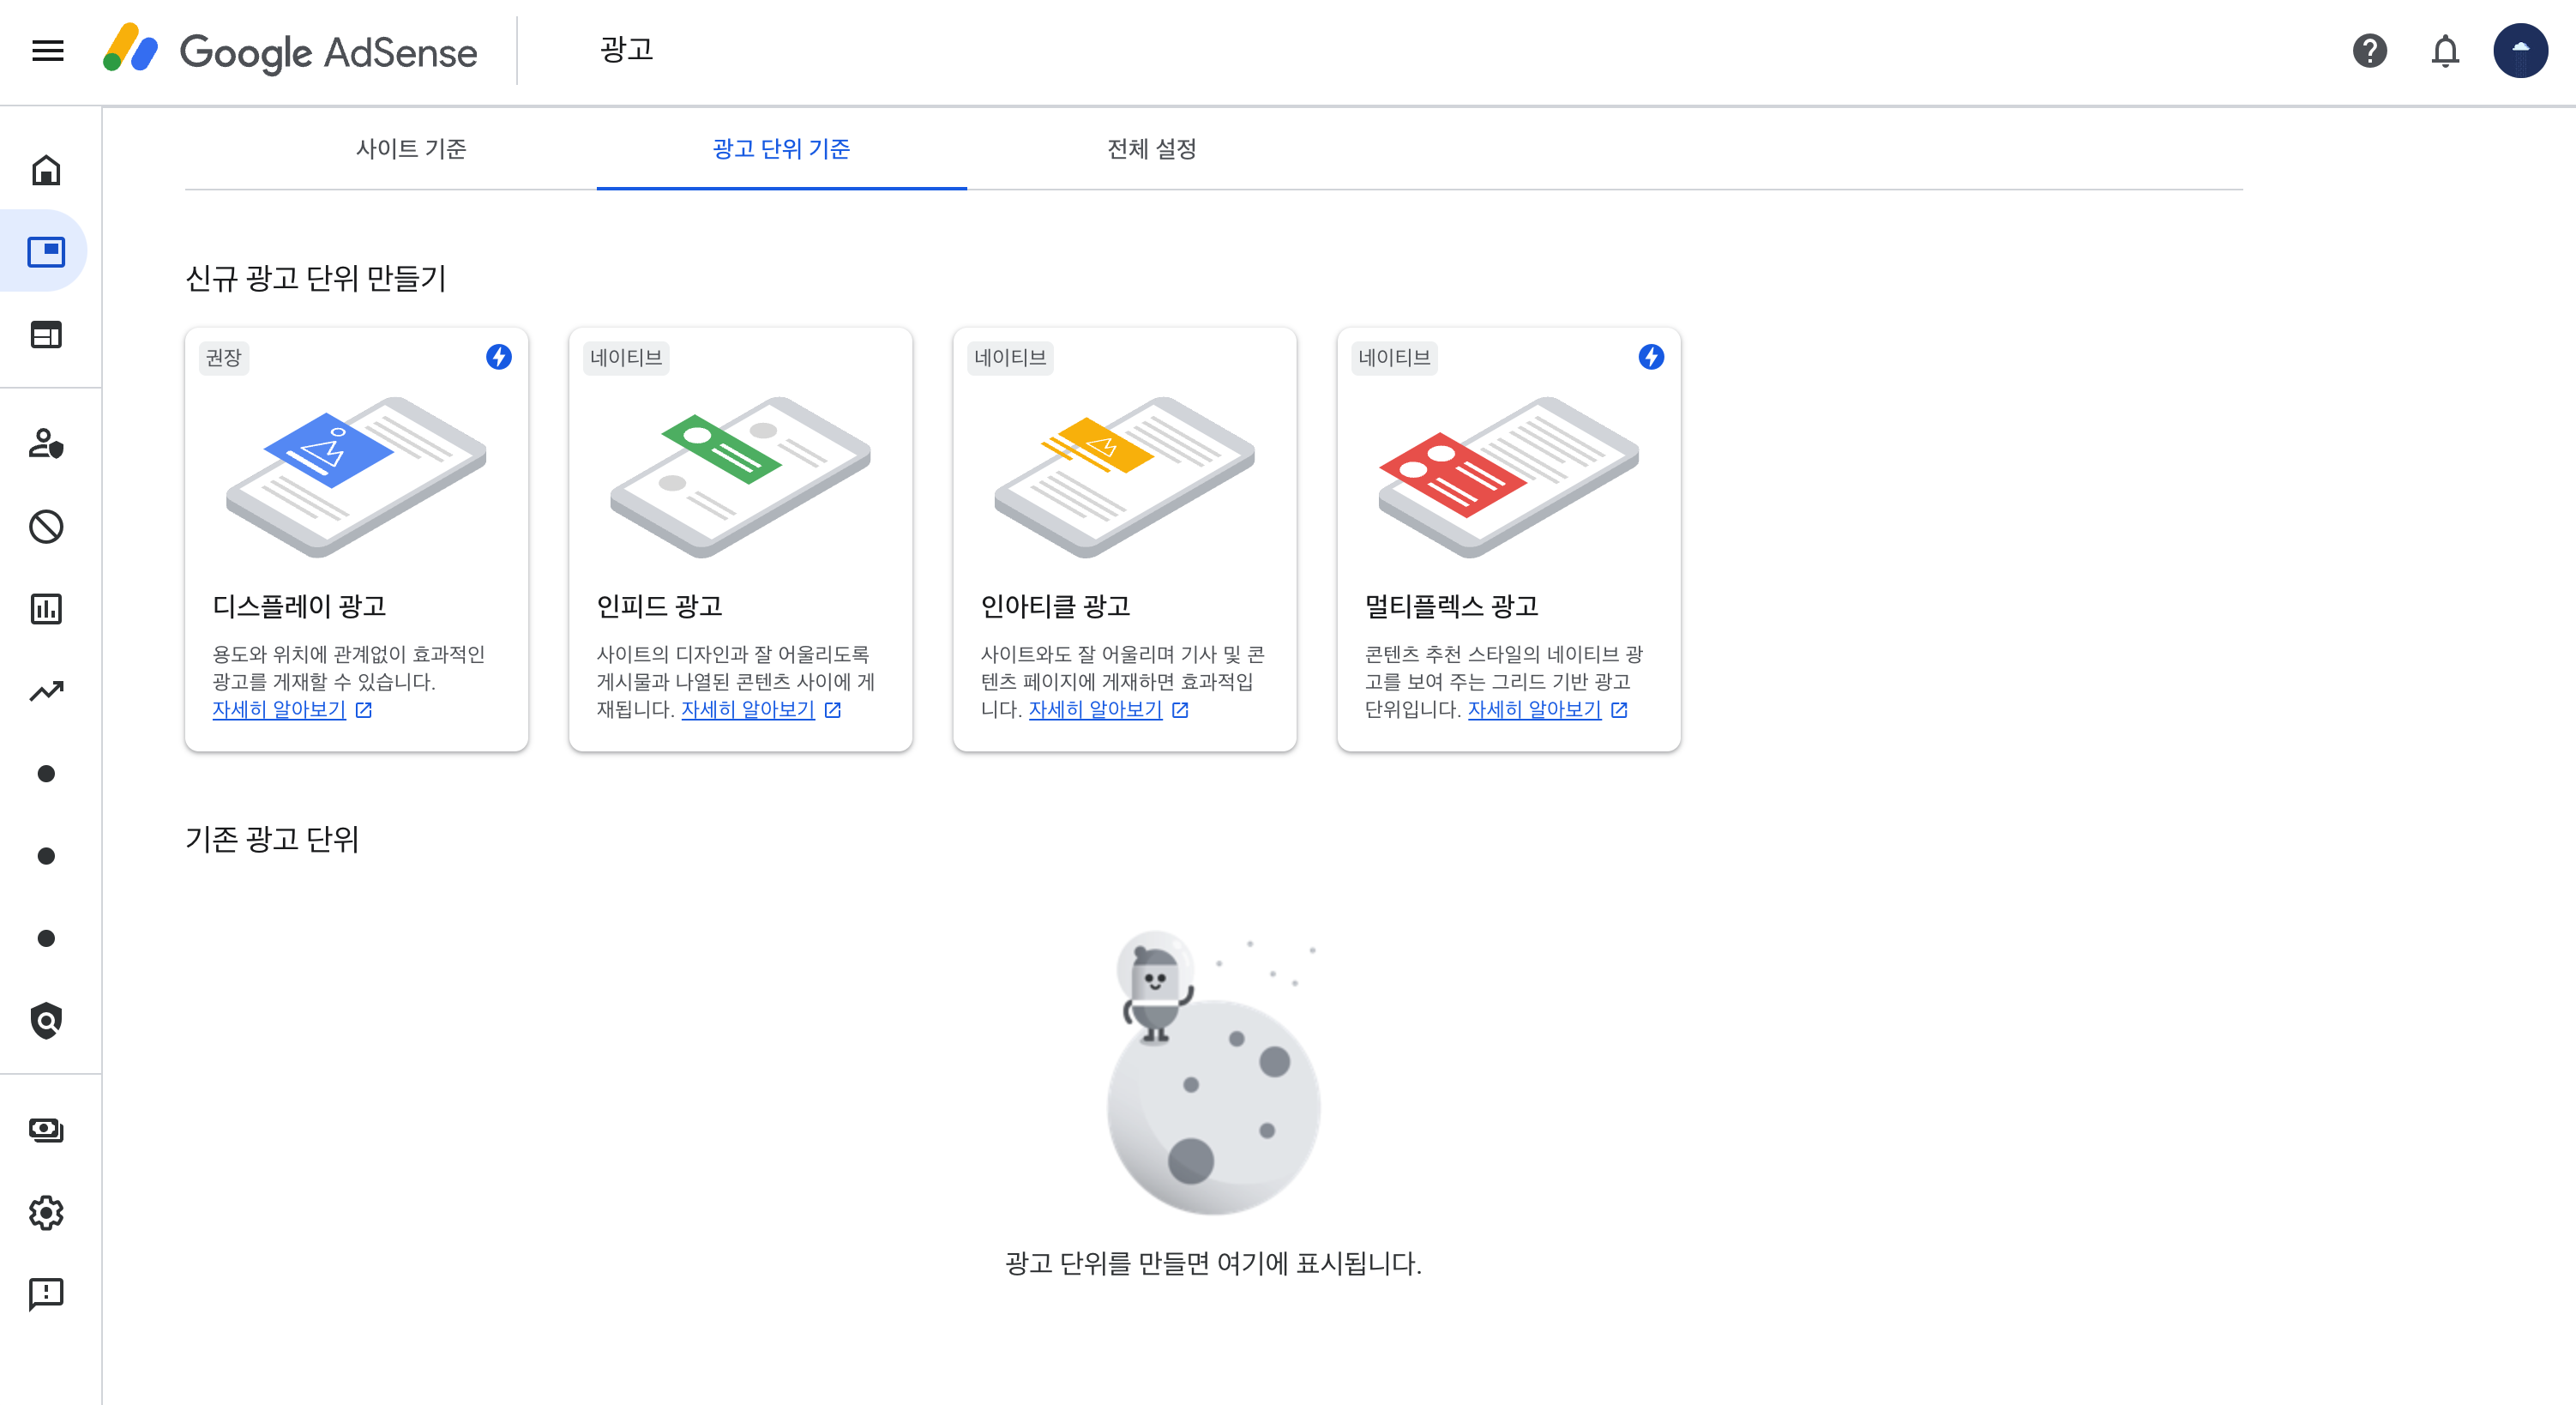 Google AdSense
광고
사이트 기준
광고 단위 기준
전체 설정
신규 광고 단위 만들기
권장
디스플레이 광고
용도와 위치에 관계없이 효과적인
광고를 게재할 수 있습니다.
자세히 알아보기
네이티브
인피드 광고
사이트의 디자인과 잘 어울리도록
게시물과 나열된 콘텐츠 사이에 게
재됩니다. 자세히 알아보기
네이티브
인아티클 광고
사이트와도 잘 어울리며 기사 및 콘
텐츠 페이지에 게재하면 효과적입
니다. 자세히 알아보기
네이티브
멀티플렉스 광고
콘텐츠 추천 스타일의 네이티브 광
고를 보여 주는 그리드 기반 광고
단위입니다. 자세히 알아보기
기존 광고 단위
광고 단위를 만들면 여기에 표시됩니다.